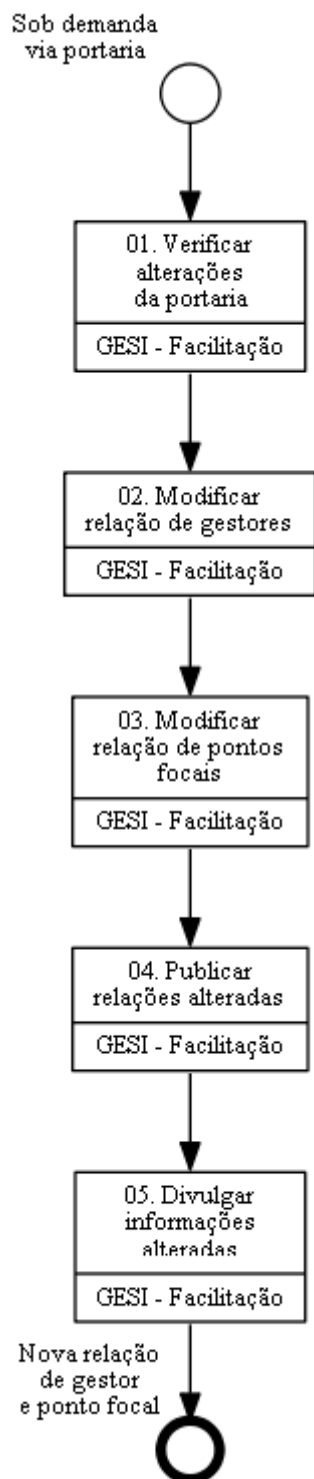 Sob demanda
via portaria
01. Verificar
alterações
da portaria
GESI - Facilitação
02. Modificar
relação de gestores
GESI - Facilitação
03. Modificar
relação de pontos
focais
GESI - Facilitação
04. Publicar
relações alteradas
GESI - Facilitação
05. Divulgar
informações
alteradas
GESI - Facilitação
Nova relação
de gestor
e ponto focal